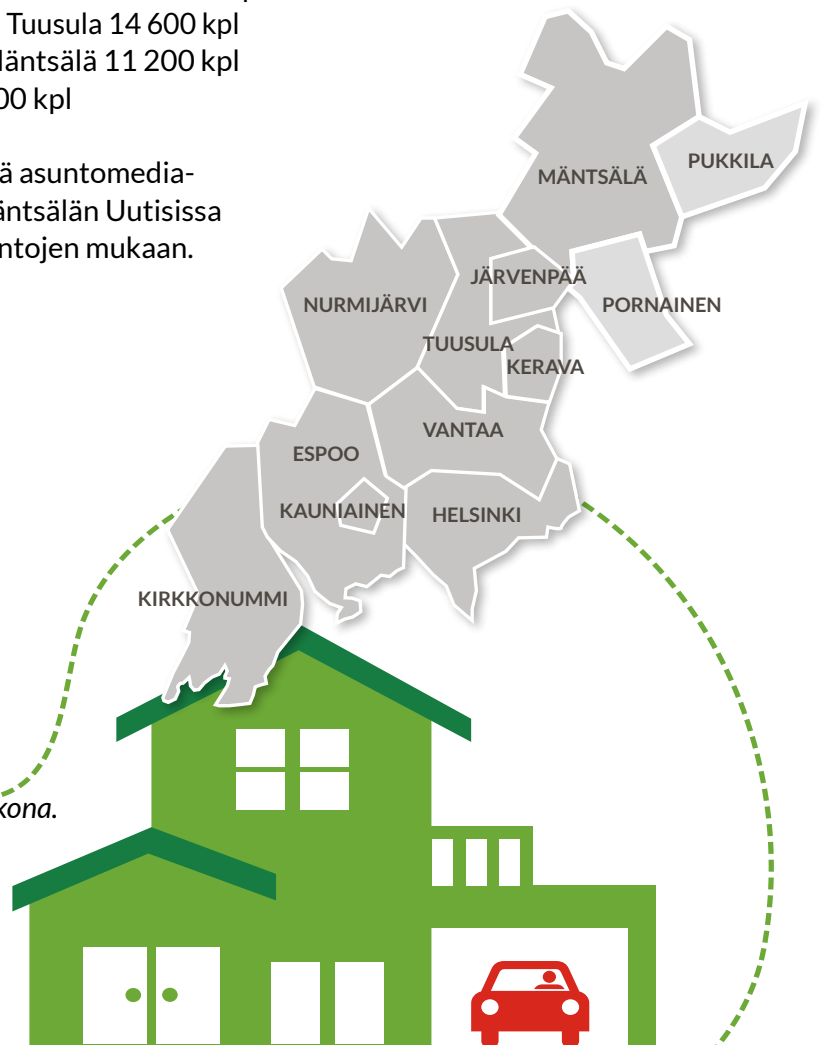 Tuusula 14 600 kpl
läntsälä 11 200 kpl
00 kpl
ä asuntomedia-
äntsälän Uutisissa
ntojen mukaan.
PUKKILA
MÄNTSÄLÄ
JÄRVENPÄÄ
NURMIJÄRVI
PORNAINEN
TUUSULA
KERAVA
VANTAA
ESPOO
KAUNIAINEN
HELSINKI
KIRKKONUMMI
kona.